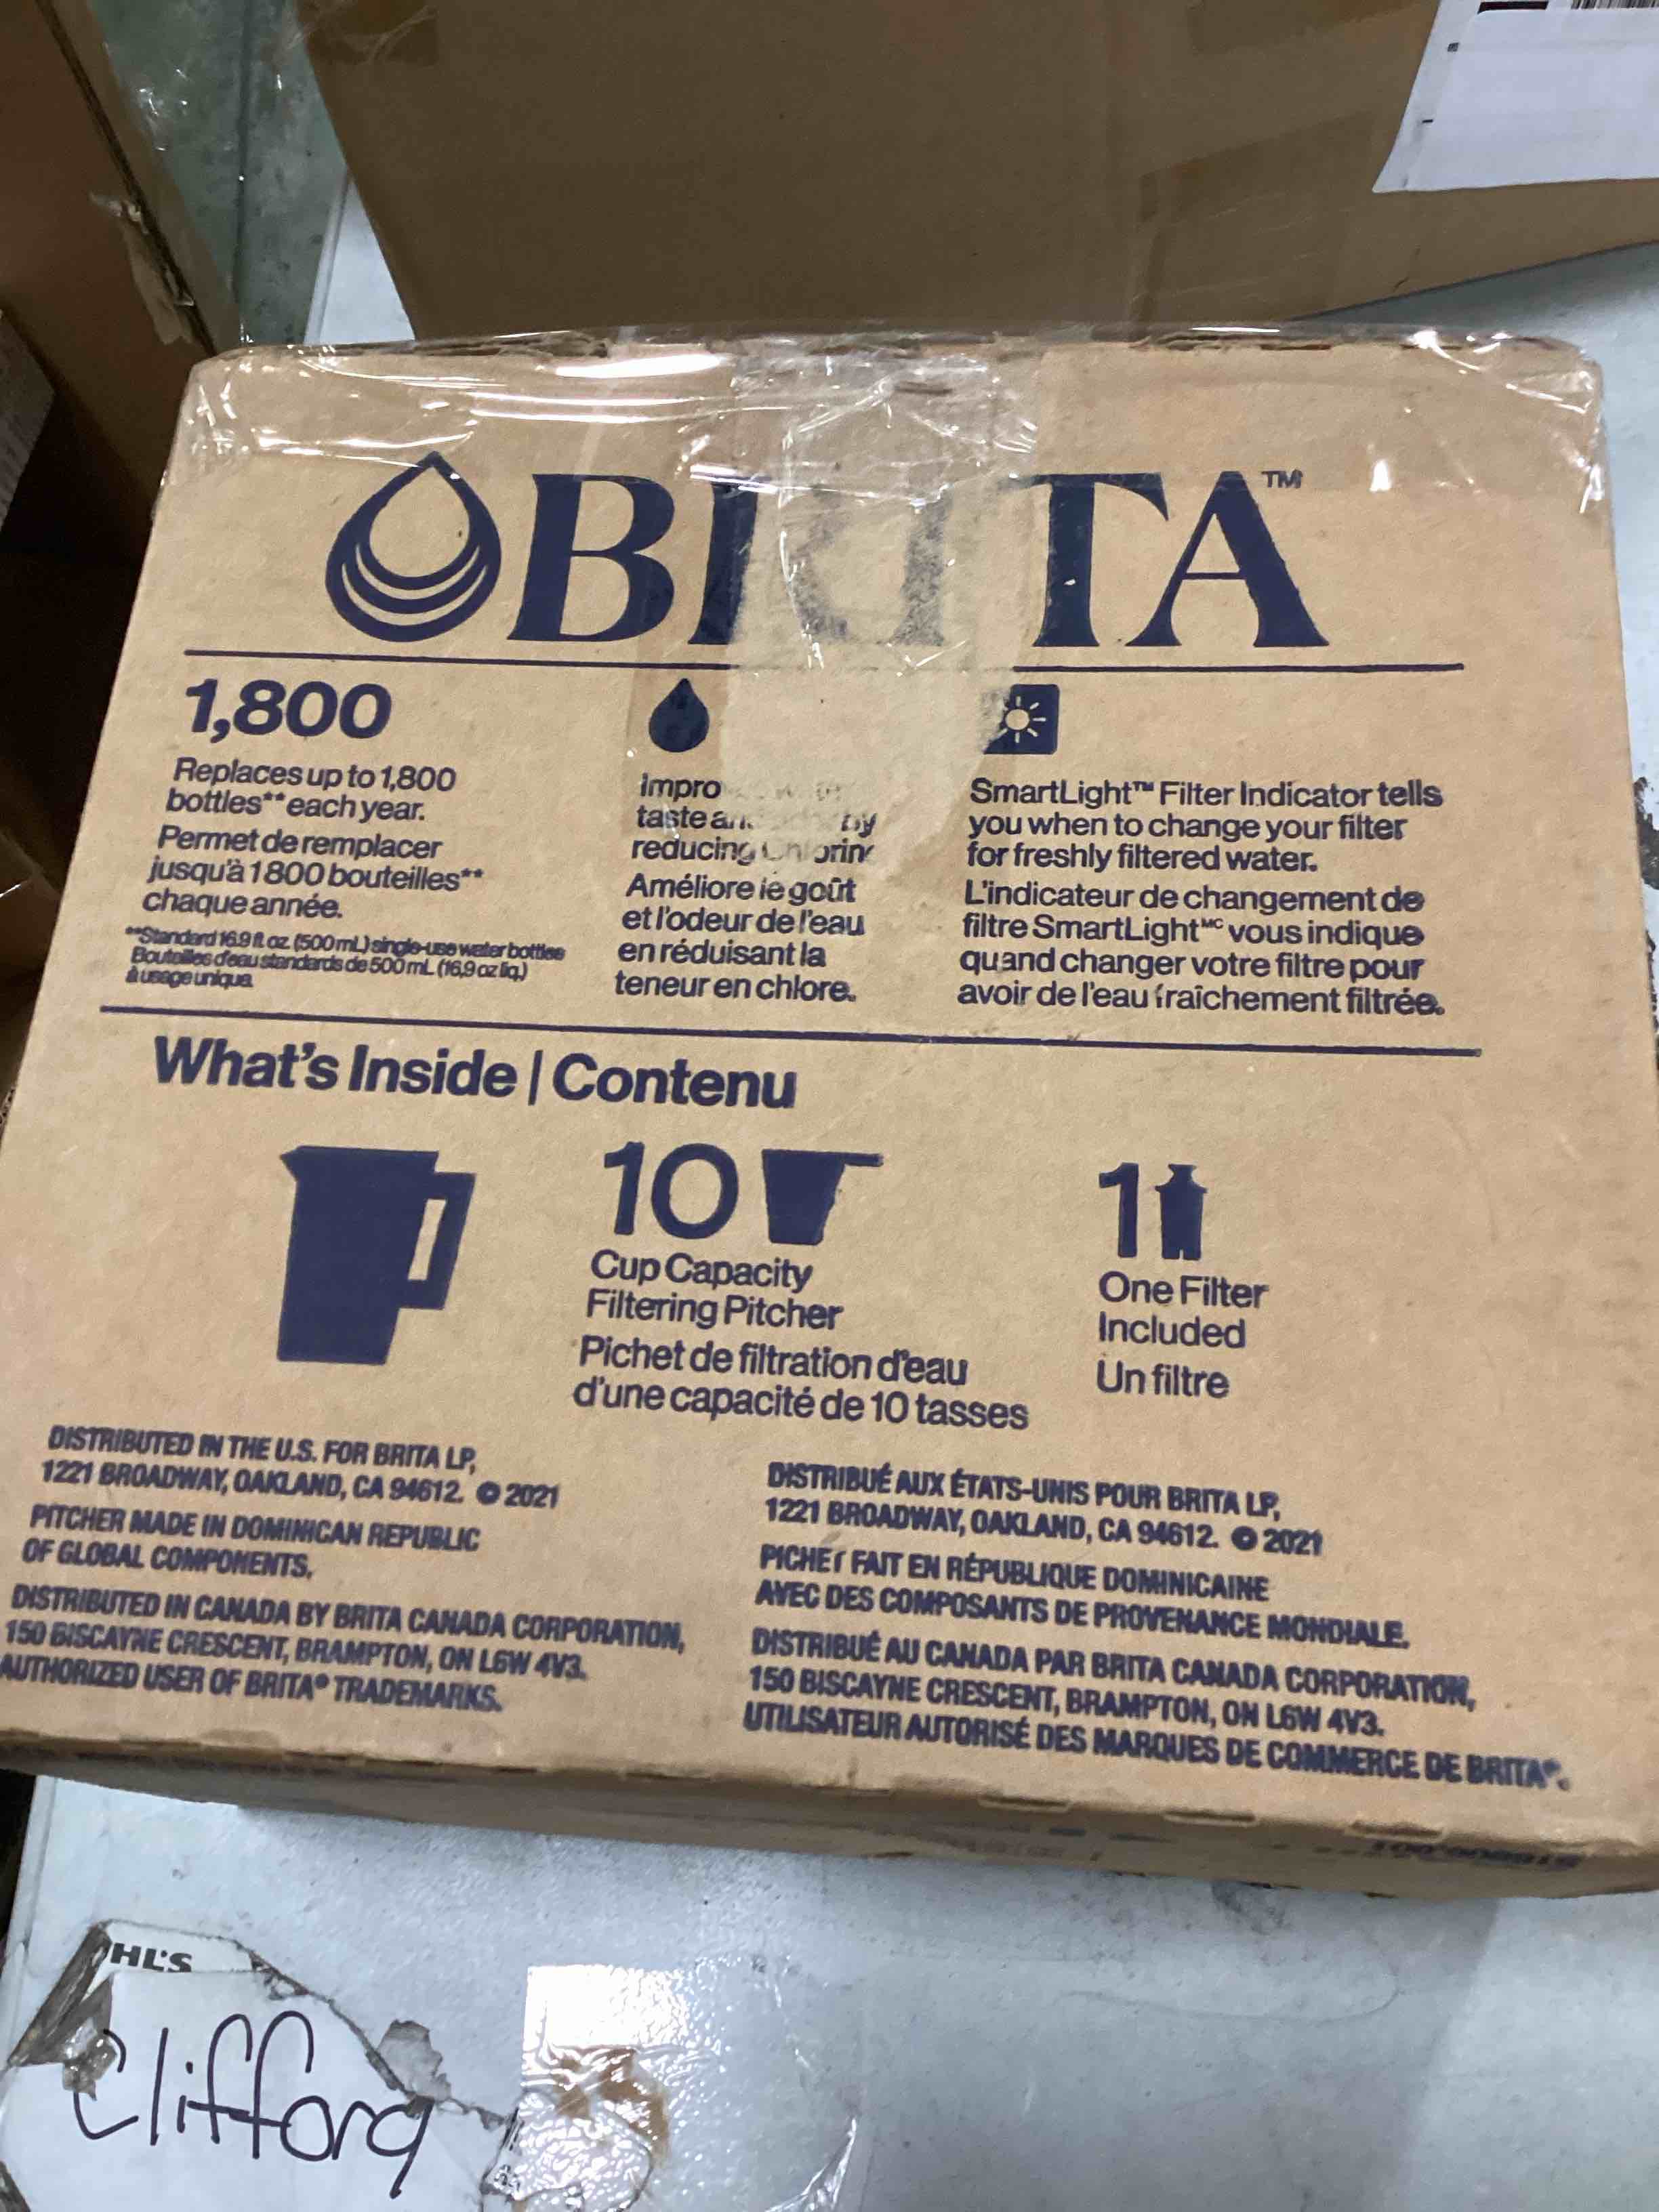 BRITA™
1,800
Replaces up to 1,800
bottles** each year.
Permet de remplacer
jusqu'à 1800 bouteilles**
chaque année.
**Standard 16.9 fl oz. (500 mL) single-use water bottles
Bouteilles d'eau standards de 500 mL (16,9 oz liq.)
à usage unique.
Impro
taste an by
reducing Chlorine
Améliore le goût
et l'odeur de l'eau
en réduisant la
teneur en chlore.
SmartLight™ Filter Indicator tells
you when to change your filter
for freshly filtered water.
L'indicateur de changement de
filtre SmartLight ᴹᶜ vous indique
quand changer votre filtre pour
avoir de l'eau fraîchement filtrée.
What's Inside | Contenu
10
Cup Capacity
Filtering Pitcher
Pichet de filtration d'eau
d'une capacité de 10 tasses
1
One Filter
Included
Un filtre
DISTRIBUTED IN THE U.S. FOR BRITA LP,
1221 BROADWAY, OAKLAND, CA 94612. © 2021
PITCHER MADE IN DOMINICAN REPUBLIC
OF GLOBAL COMPONENTS.
DISTRIBUTED IN CANADA BY BRITA CANADA CORPORATION,
150 BISCAYNE CRESCENT, BRAMPTON, ON L6W 4V3.
AUTHORIZED USER OF BRITA® TRADEMARKS.
DISTRIBUÉ AUX ÉTATS-UNIS POUR BRITA LP,
1221 BROADWAY, OAKLAND, CA 94612. © 2021
PICHET FAIT EN RÉPUBLIQUE DOMINICAINE
AVEC DES COMPOSANTS DE PROVENANCE MONDIALE.
DISTRIBUÉ AU CANADA PAR BRITA CANADA CORPORATION,
150 BISCAYNE CRESCENT, BRAMPTON, ON L6W 4V3.
UTILISATEUR AUTORISÉ DES MARQUES DE COMMERCE DE BRITA®.
HL'S
Clifford